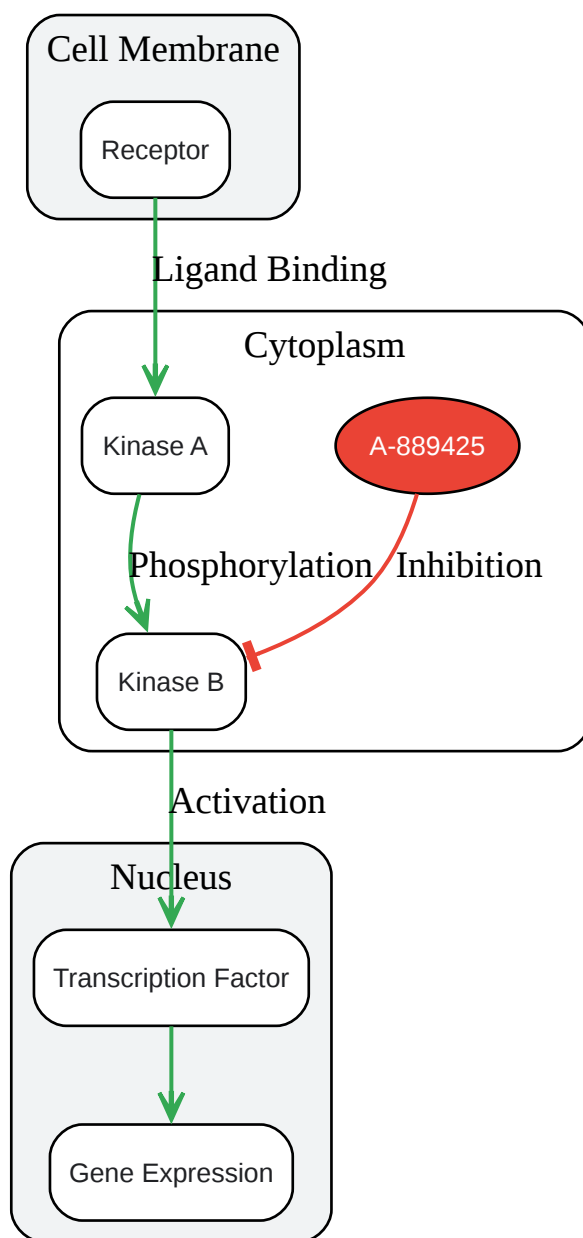 Cell Membrane
Receptor
Ligand Binding
Cytoplasm
Kinase A
A-889425
Phosphorylation
Inhibition
Kinase B
Activation
Nucleus
Transcription Factor
Gene Expression